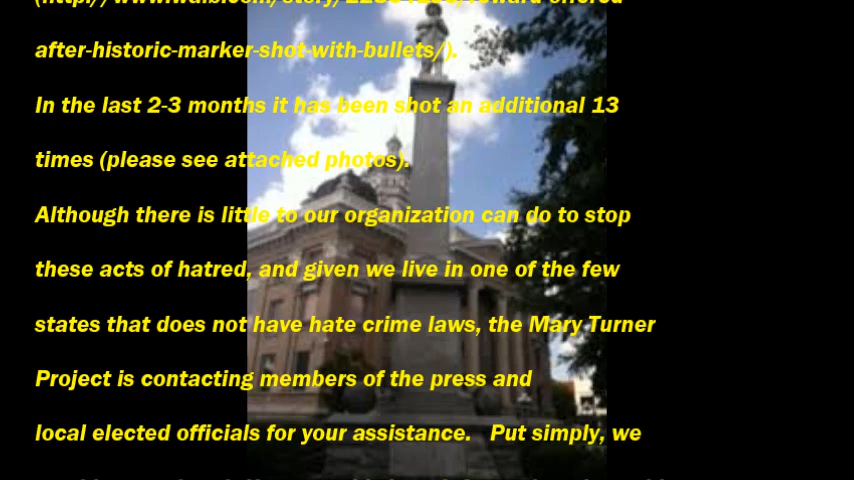 after-historic-marker-shot-with-bullets/).
In the last 2-3 months it has been shot an additional 13
times (please see attached photos).
Although there is little to our organization can do to stop
these acts of hatred, and given we live in one of the few
states that does not have hate crime laws, the Mary Turner
Project is contacting members of the press and
local elected officials for your assistance. Put simply, we